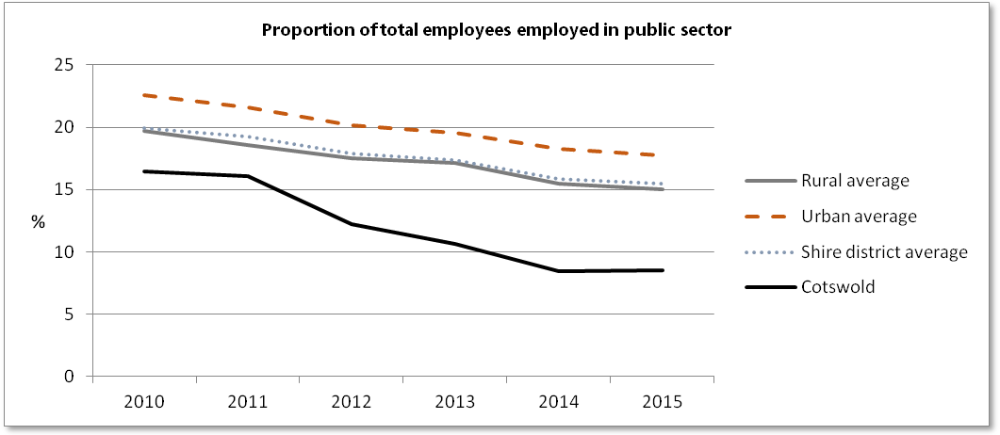 Proportion of total employees employed in public sector
25
20
15
10
5
0
%
2010 2011 2012 2013 2014 2015
Rural average
Urban average
Shire district average
Cotswold